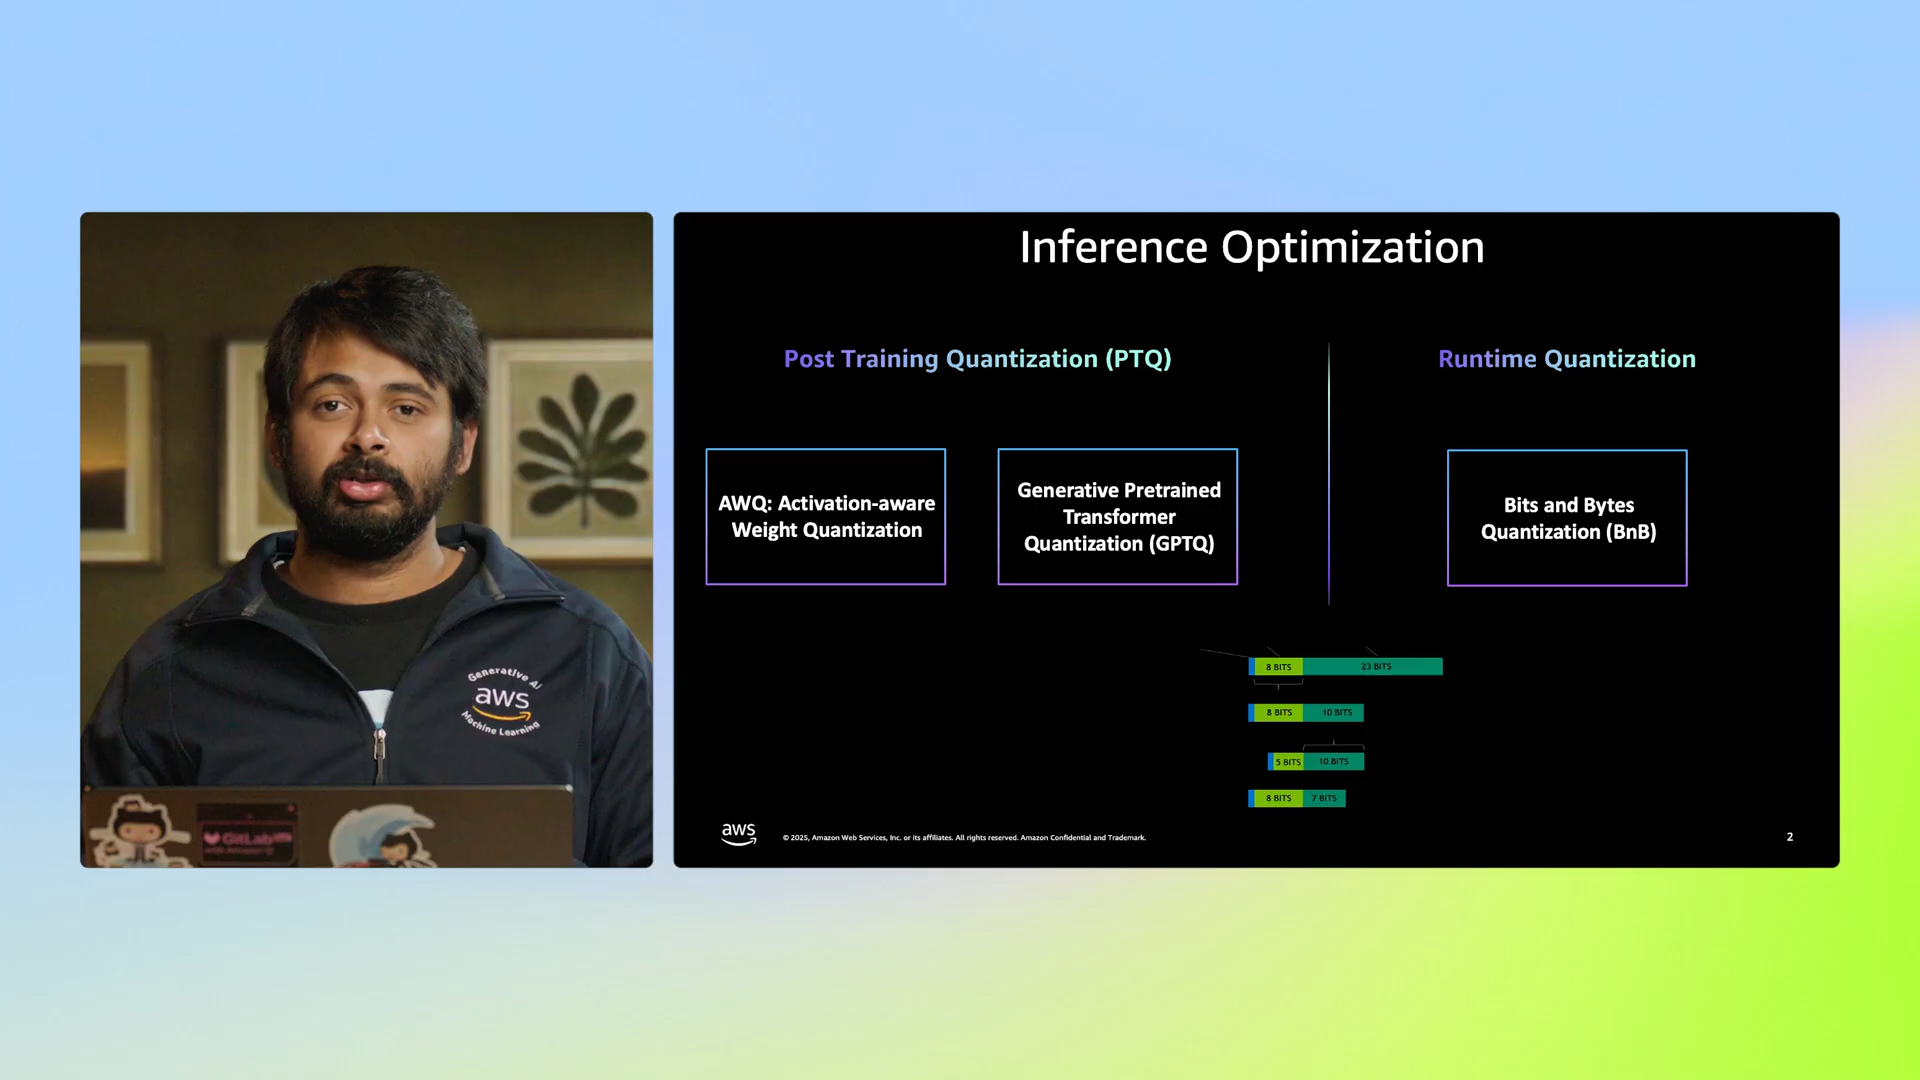 Inference Optimization
Post Training Quantization (PTQ)
Runtime Quantization
AWQ: Activation-aware
Weight Quantization
Generative Pretrained
Transformer
Quantization (GPTQ)
Bits and Bytes
Quantization (BnB)
8 BITS 23 BITS
8 BITS 10 BITS
5 BITS 10 BITS
8 BITS 7 BITS
aws
© 2025, Amazon Web Services, Inc. or its affiliates. All rights reserved. Amazon Confidential and Trademark.
2
Generative AI
aws
Machine Learning
GitLab